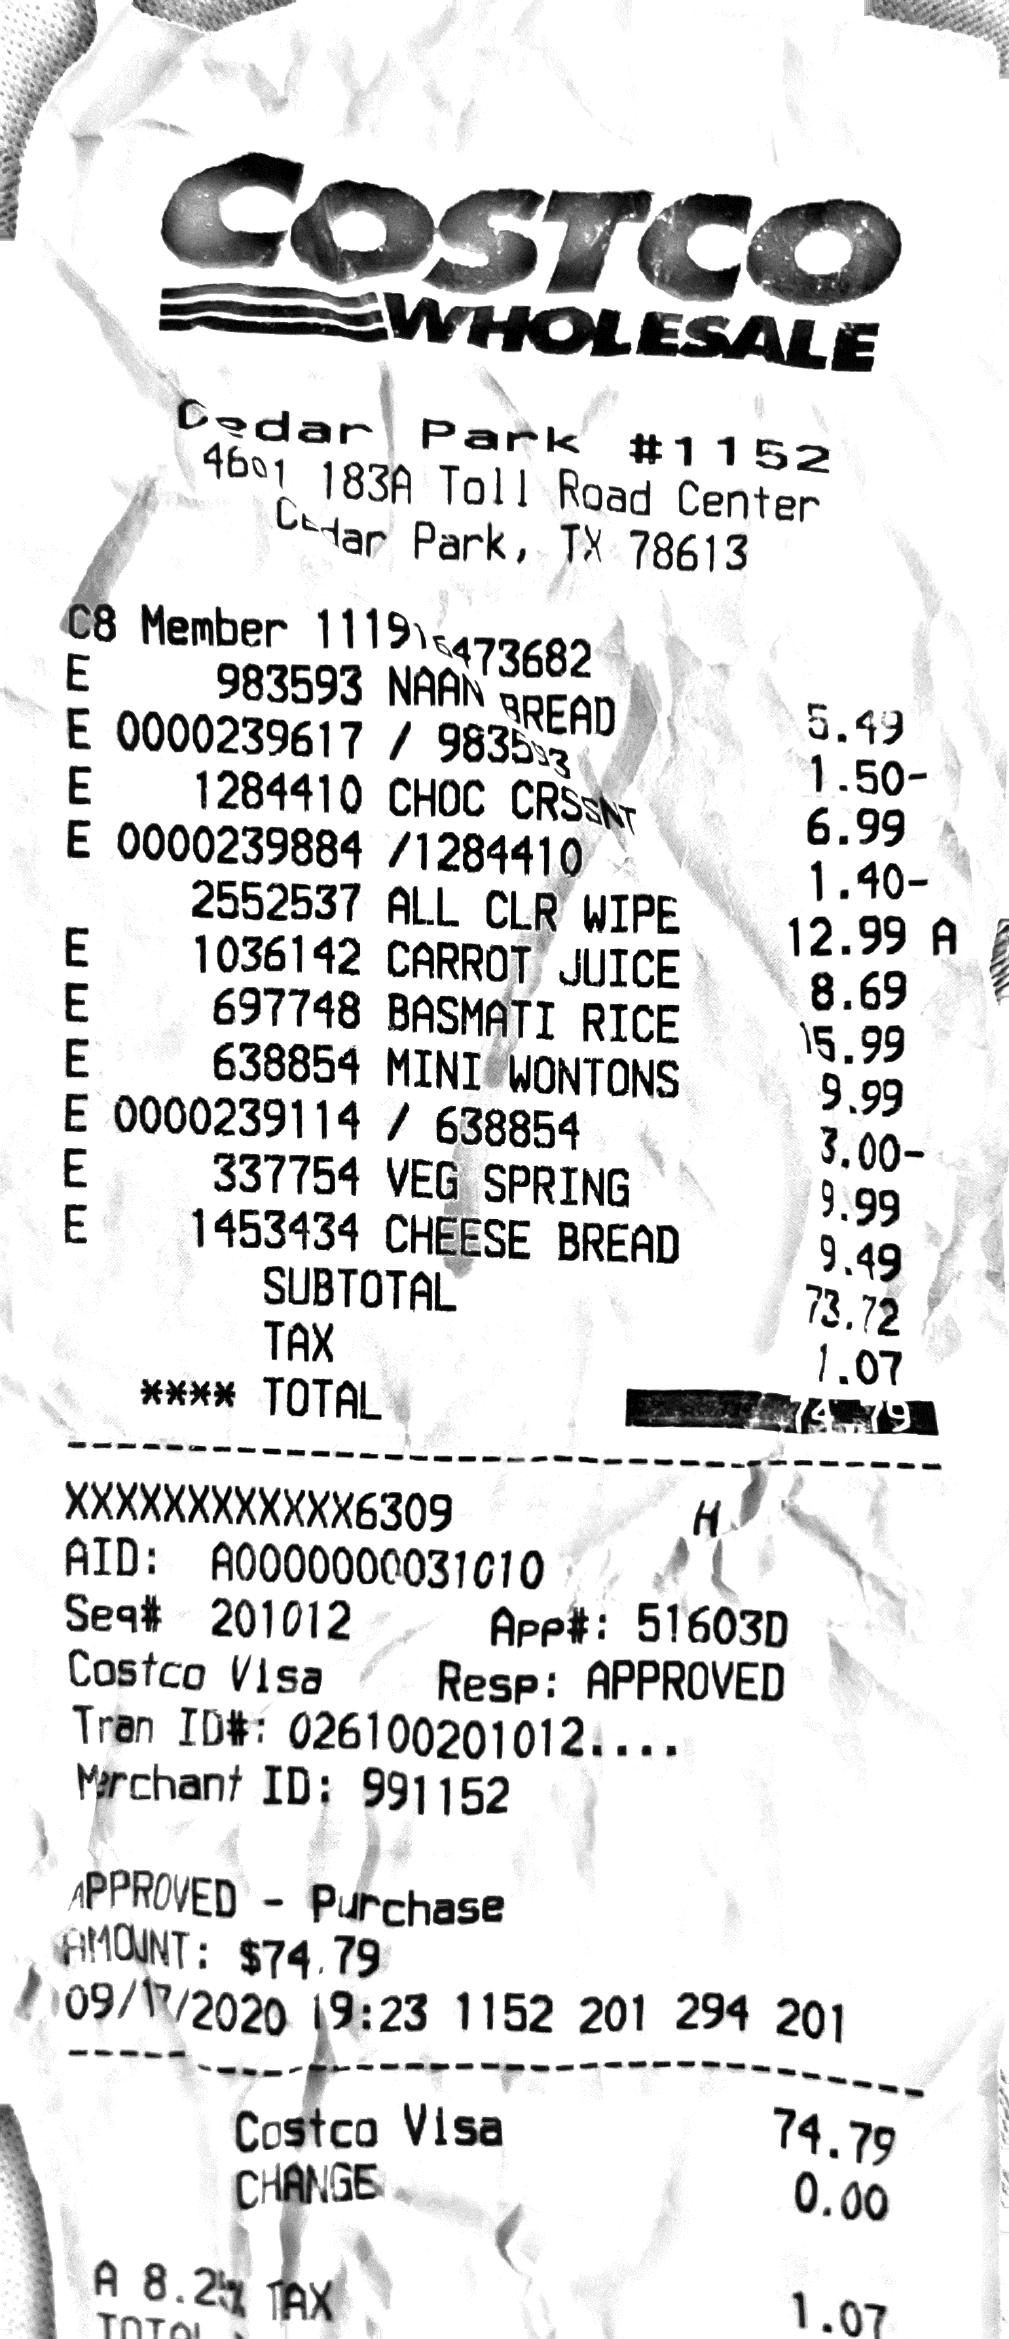 COSTCO
WHOLESALE
Cedar Park #1152
4601 183A Toll Road Center
Cedar Park, TX 78613
C8 Member
E 983593 NAAN BREAD 5.49
E 0000239617 / 983593 1.50-
E 1284410 CHOC CRSSNT 6.99
E 0000239884 /1284410 1.40-
2552537 ALL CLR WIPE 12.99 A
E 1036142 CARROT JUICE 8.69
E 697748 BASMATI RICE 15.99
E 638854 MINI WONTONS 9.99
E 0000239114 / 638854 3.00-
E 337754 VEG SPRING 9.99
E 1453434 CHEESE BREAD 9.49
SUBTOTAL 73.72
TAX 1.07
**** TOTAL 74.79
XXXXXXXXXXXX6309 H
AID: A0000000031010
Seq# 201012 App#: 51603D
Costco Visa Resp: APPROVED
Tran ID#: 026100201012....
Merchant ID: 991152
APPROVED - Purchase
AMOUNT: $74.79
09/17/2020 19:23 1152 201 294 201
Costco Visa 74.79
CHANGE 0.00
A 8.25% TAX 1.07
TOTAL